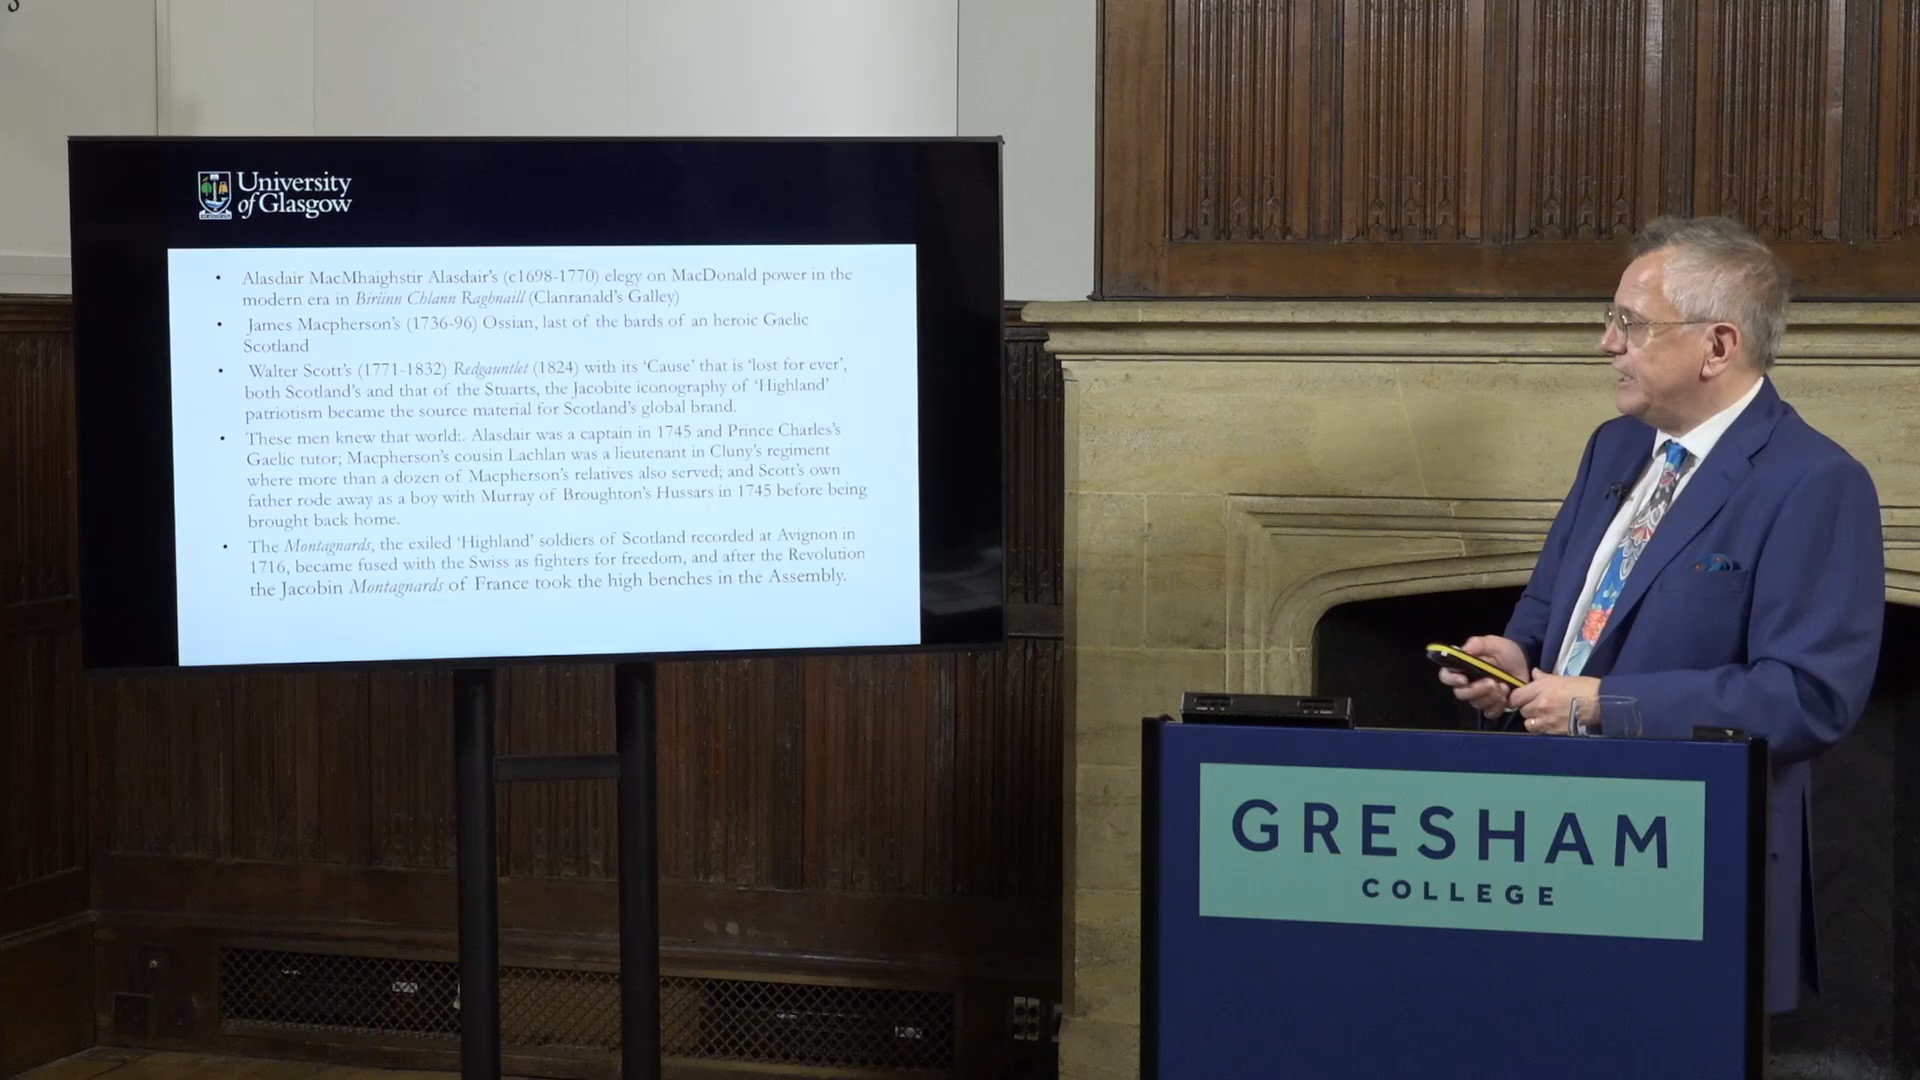 University
of Glasgow
• Alasdair MacMhaighstir Alasdair's (c1698-1770) elegy on MacDonald power in the
modern era in Birlinn Chlann Raghnaill (Clanranald's Galley)
• James Macpherson's (1736-96) Ossian, last of the bards of an heroic Gaelic
Scotland
• Walter Scott's (1771-1832) Redgauntlet (1824) with its 'Cause' that is 'lost for ever',
both Scotland's and that of the Stuarts, the Jacobite iconography of 'Highland'
patriotism became the source material for Scotland's global brand.
• These men knew that world:. Alasdair was a captain in 1745 and Prince Charles's
Gaelic tutor; Macpherson's cousin Lachlan was a lieutenant in Cluny's regiment
where more than a dozen of Macpherson's relatives also served; and Scott's own
father rode away as a boy with Murray of Broughton's Hussars in 1745 before being
brought back home.
• The Montagnards, the exiled 'Highland' soldiers of Scotland recorded at Avignon in
1716, became fused with the Swiss as fighters for freedom, and after the Revolution
the Jacobin Montagnards of France took the high benches in the Assembly.
GRESHAM
COLLEGE